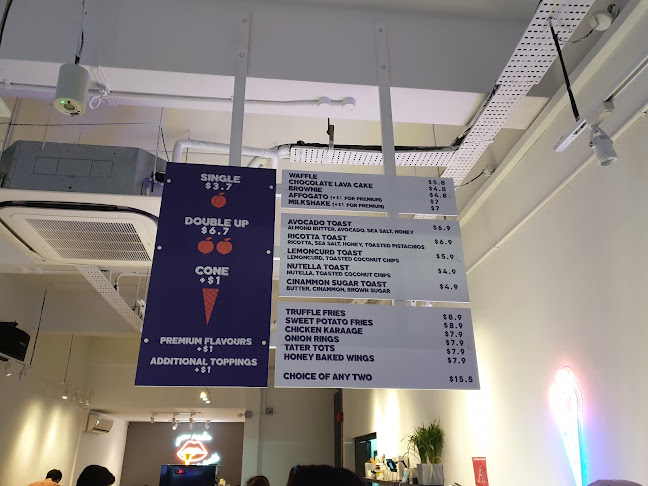 SINGLE
$3.7
DOUBLE UP
$6.7
CONE
+$1
PREMIUM FLAVOURS
+$1
ADDITIONAL TOPPINGS
+$1
WAFFLE $5.8
CHOCOLATE LAVA CAKE $4.8
BROWNIE $4.8
AFFOGATO (+$1 FOR PREMIUM) $7
MILKSHAKE (+$1 FOR PREMIUM) $7
AVOCADO TOAST $6.9
ALMOND BUTTER, AVOCADO, SEA SALT, HONEY
RICOTTA TOAST $6.9
RICOTTA, SEA SALT, HONEY, TOASTED PISTACHIOS
LEMONCURD TOAST $5.9
LEMONCURD, TOASTED COCONUT CHIPS
NUTELLA TOAST $4.9
NUTELLA, TOASTED COCONUT CHIPS
CINAMMON SUGAR TOAST $4.9
BUTTER, CINAMMON, BROWN SUGAR
TRUFFLE FRIES $8.9
SWEET POTATO FRIES $8.9
CHICKEN KARAAGE $7.9
ONION RINGS $7.9
TATER TOTS $7.9
HONEY BAKED WINGS $7.9
CHOICE OF ANY TWO $15.5